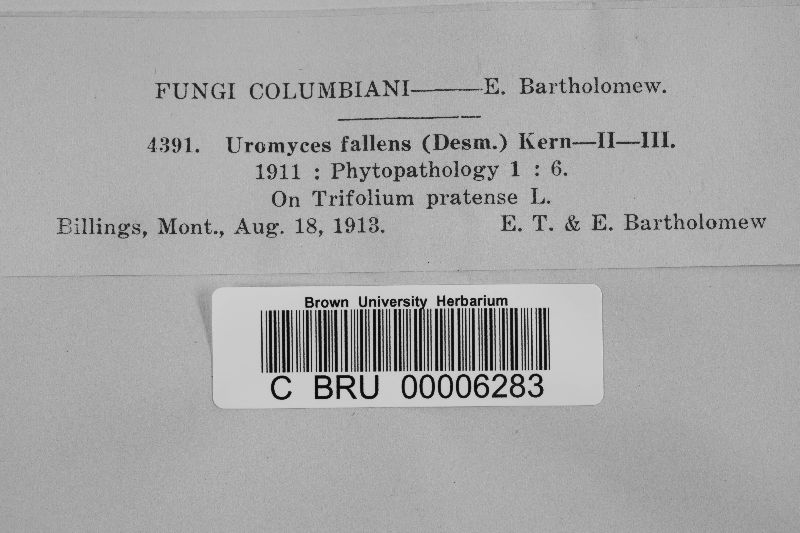 FUNGI COLUMBIANI———E. Bartholomew.
4391. Uromyces fallens (Desm.) Kern—II—III.
1911 : Phytopathology 1 : 6.
On Trifolium pratense L.
Billings, Mont., Aug. 18, 1913. E. T. & E. Bartholomew
Brown University Herbarium
C BRU 00006283